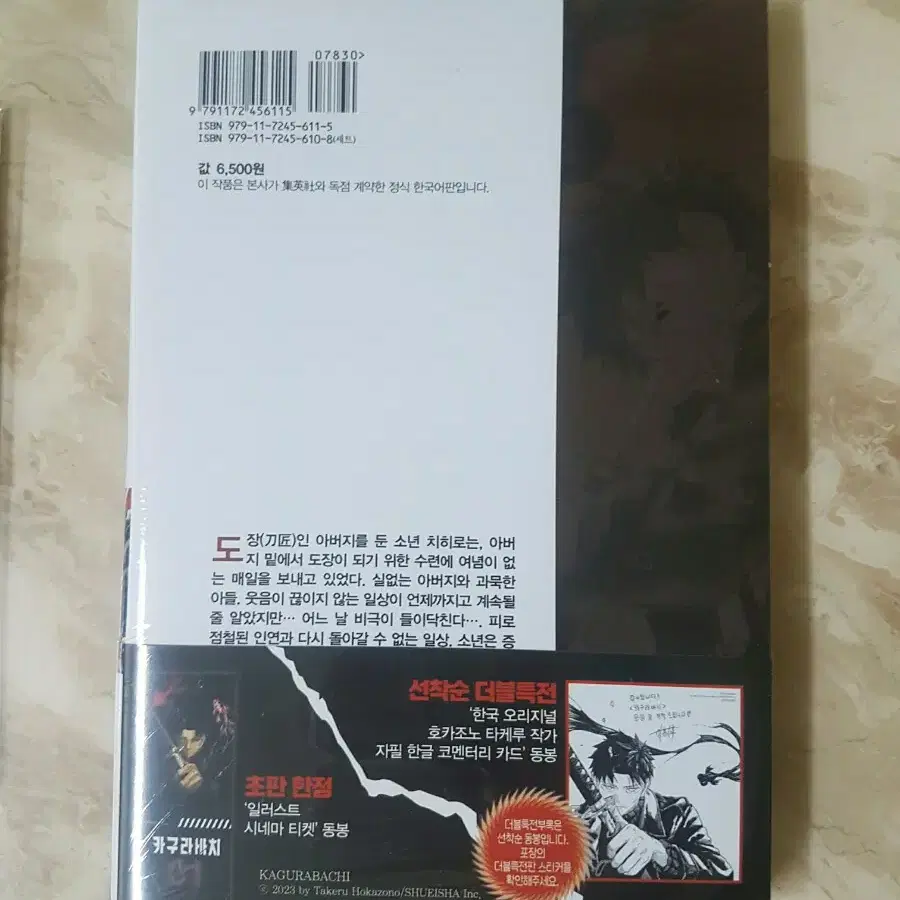 07830>
9 791172 456115
ISBN 979-11-7245-611-5
ISBN 979-11-7245-610-8(세트)
값 6,500원
이 작품은 본사가 集英社와 독점 계약한 정식 한국어판입니다.
도장(刀匠)인 아버지를 둔 소년 치히로는, 아버
지 밑에서 도장이 되기 위한 수련에 여념이 없
는 매일을 보내고 있었다. 실없는 아버지와 과묵한
아들. 웃음이 끊이지 않는 일상이 언제까지고 계속될
줄 알았지만… 어느 날 비극이 들이닥친다…. 피로
점철된 인연과 다시 돌아갈 수 없는 일상. 소년은 증
선착순 더블특전
'한국 오리지널
호카조노 타케루 작가
자필 한글 코멘터리 카드' 동봉
초판 한정
'일러스트
시네마 티켓' 동봉
카구라바치
더블특전부록은
선착순 동봉입니다.
포장의
더블특전판 스티커를
확인해주세요.
KAGURABACHI
ⓒ 2023 by Takeru Hokazono/SHUEISHA Inc.